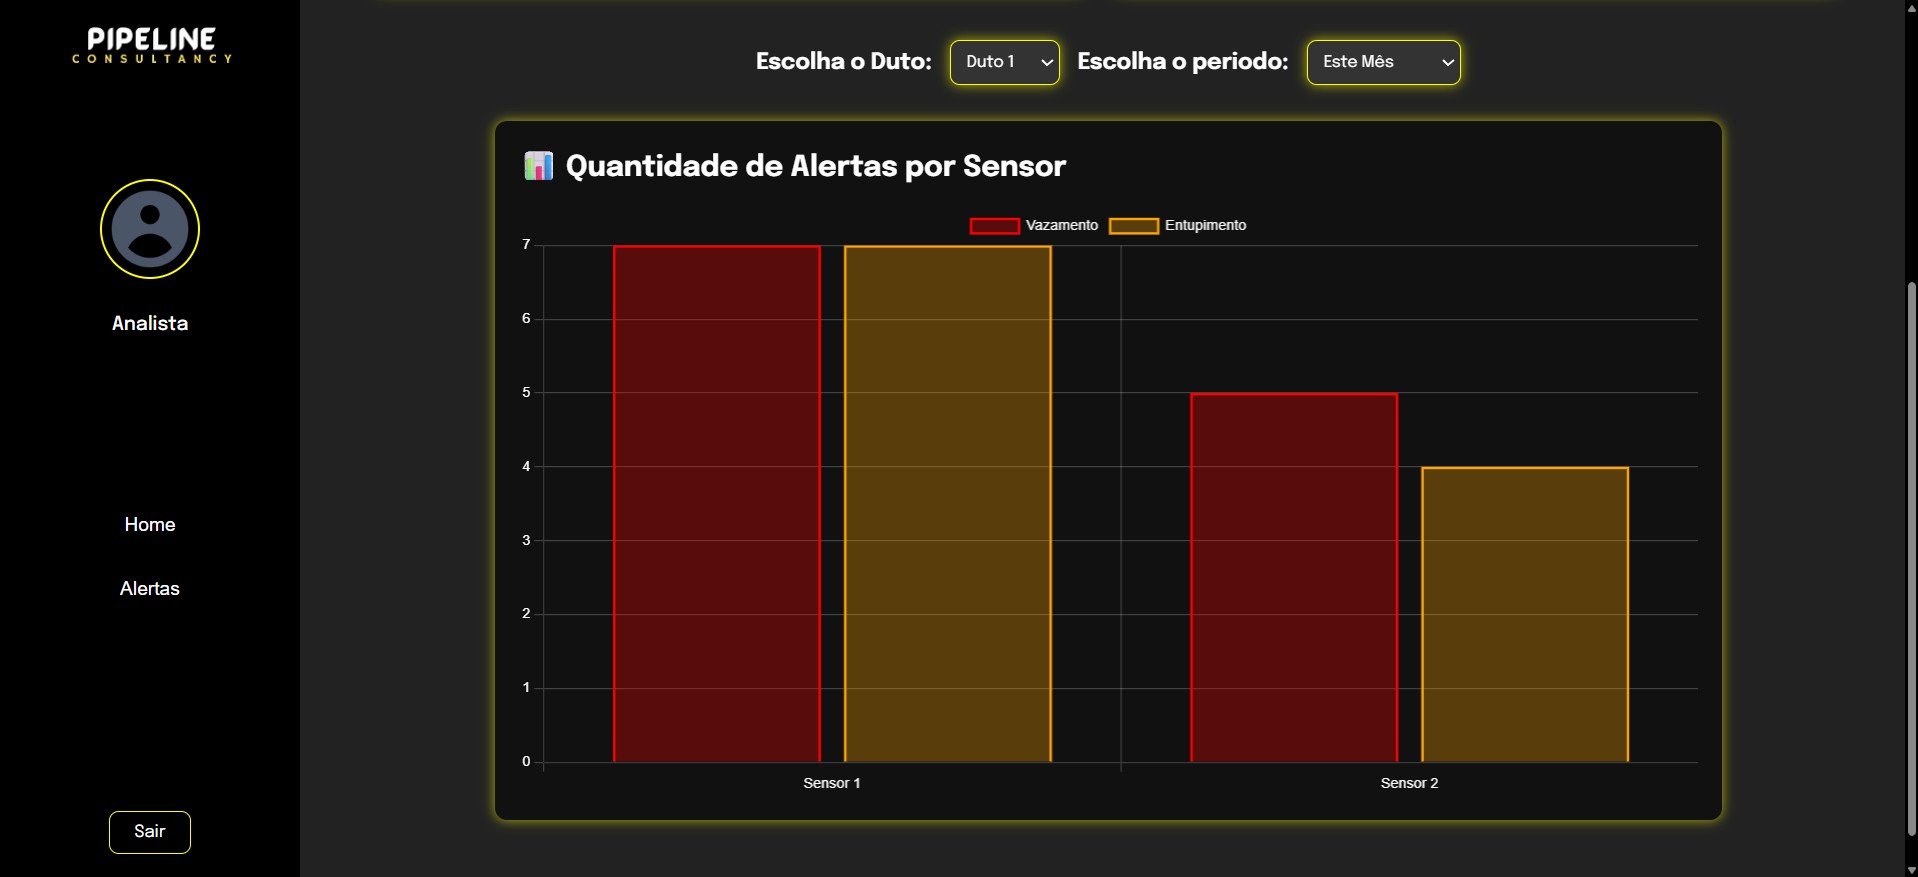 PIPELINE
CONSULTANCY
Analista
Home
Alertas
Sair
Escolha o Duto: Duto 1 Escolha o periodo: Este Mês
Quantidade de Alertas por Sensor
Vazamento Entupimento
7
6
5
4
3
2
1
0
Sensor 1 Sensor 2